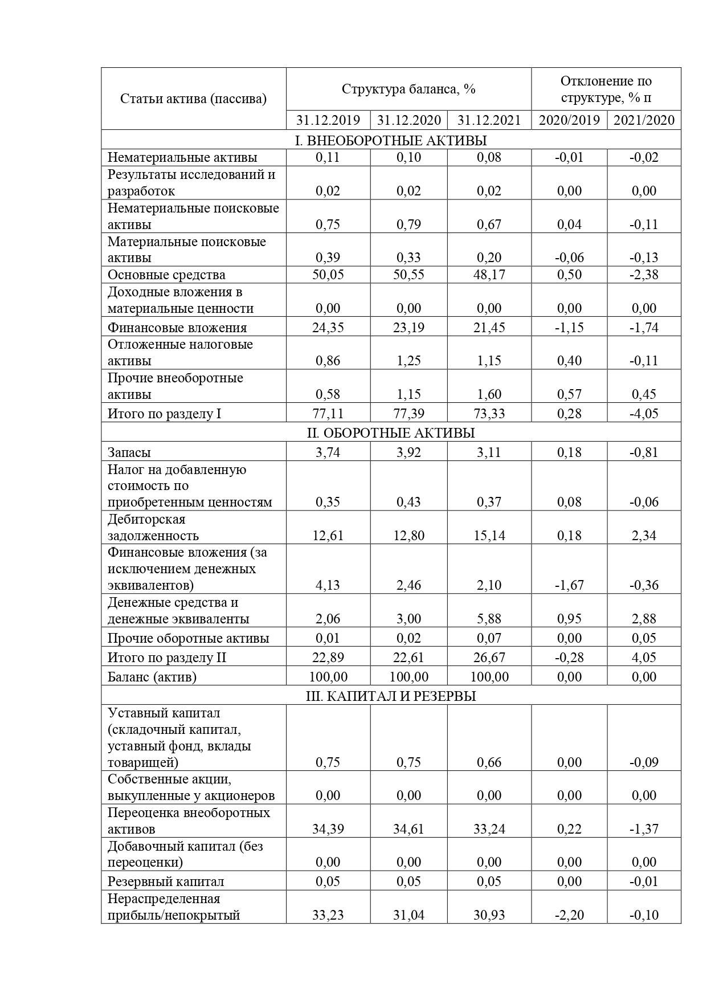 Статьи актива (пассива)
Структура баланса, %
Отклонение по
структуре, % п
31.12.2019 31.12.2020 31.12.2021 2020/2019 2021/2020
I. ВНЕОБОРОТНЫЕ АКТИВЫ
Нематериальные активы 0,11 0,10 0,08 -0,01 -0,02
Результаты исследований и
разработок 0,02 0,02 0,02 0,00 0,00
Нематериальные поисковые
активы 0,75 0,79 0,67 0,04 -0,11
Материальные поисковые
активы 0,39 0,33 0,20 -0,06 -0,13
Основные средства 50,05 50,55 48,17 0,50 -2,38
Доходные вложения в
материальные ценности 0,00 0,00 0,00 0,00 0,00
Финансовые вложения 24,35 23,19 21,45 -1,15 -1,74
Отложенные налоговые
активы 0,86 1,25 1,15 0,40 -0,11
Прочие внеоборотные
активы 0,58 1,15 1,60 0,57 0,45
Итого по разделу I 77,11 77,39 73,33 0,28 -4,05
II. ОБОРОТНЫЕ АКТИВЫ
Запасы 3,74 3,92 3,11 0,18 -0,81
Налог на добавленную
стоимость по
приобретенным ценностям 0,35 0,43 0,37 0,08 -0,06
Дебиторская
задолженность 12,61 12,80 15,14 0,18 2,34
Финансовые вложения (за
исключением денежных
эквивалентов) 4,13 2,46 2,10 -1,67 -0,36
Денежные средства и
денежные эквиваленты 2,06 3,00 5,88 0,95 2,88
Прочие оборотные активы 0,01 0,02 0,07 0,00 0,05
Итого по разделу II 22,89 22,61 26,67 -0,28 4,05
Баланс (актив) 100,00 100,00 100,00 0,00 0,00
III. КАПИТАЛ И РЕЗЕРВЫ
Уставный капитал
(складочный капитал,
уставный фонд, вклады
товарищей) 0,75 0,75 0,66 0,00 -0,09
Собственные акции,
выкупленные у акционеров 0,00 0,00 0,00 0,00 0,00
Переоценка внеоборотных
активов 34,39 34,61 33,24 0,22 -1,37
Добавочный капитал (без
переоценки) 0,00 0,00 0,00 0,00 0,00
Резервный капитал 0,05 0,05 0,05 0,00 -0,01
Нераспределенная
прибыль/непокрытый 33,23 31,04 30,93 -2,20 -0,10